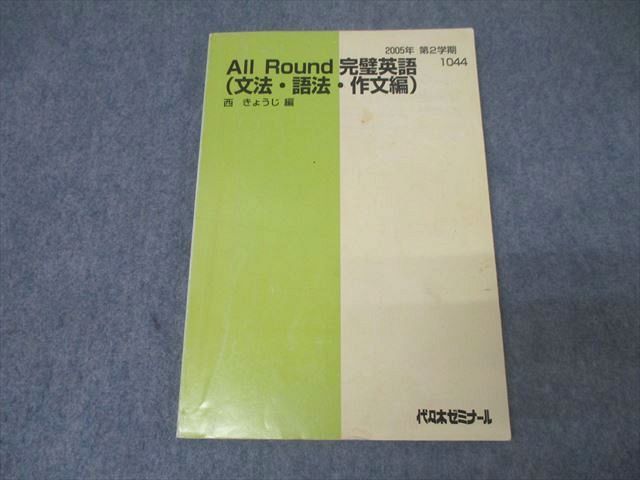 2005年 第2学期
All Round 完璧英語 1044
(文法・語法・作文編)
西 きょうじ 編
代々木ゼミナール